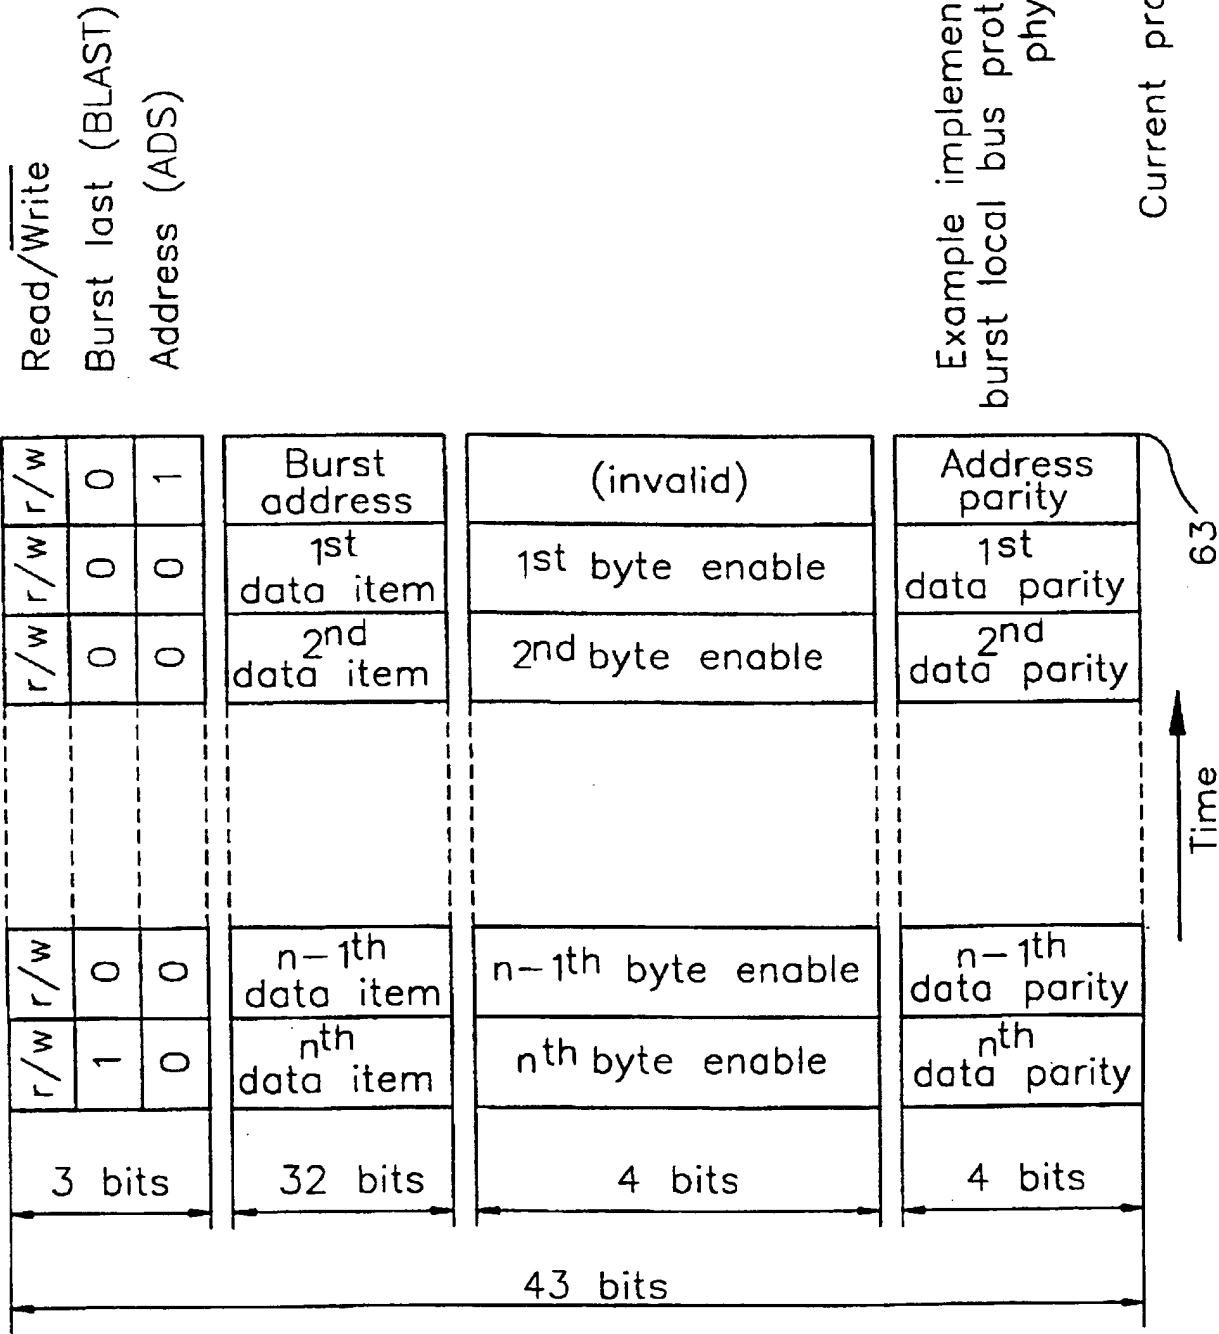 Read/Write
Burst last (BLAST)
Address (ADS)
r/w
0
1
Burst
address
(invalid)
Address
parity
r/w
0
0
1st
data item
1st byte enable
1st
data parity
r/w
0
0
2nd
data item
2nd byte enable
2nd
data parity
r/w
0
0
n-1th
data item
n-1th byte enable
n-1th
data parity
r/w
1
0
nth
data item
nth byte enable
nth
data parity
3 bits
32 bits
4 bits
4 bits
43 bits
Time
63
Example implemen
burst local bus prot
phy
Current pro